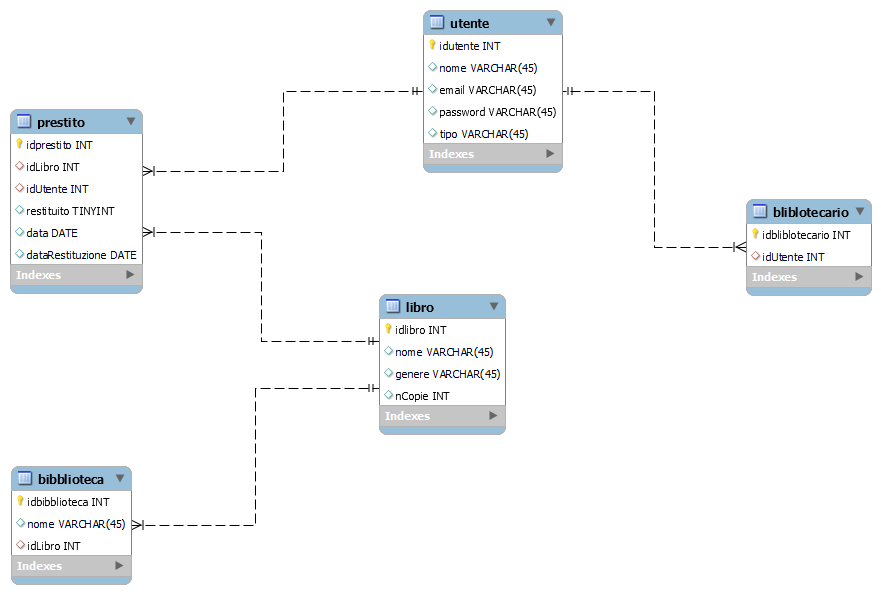 utente
idutente INT
nome VARCHAR(45)
email VARCHAR(45)
password VARCHAR(45)
tipo VARCHAR(45)
Indexes
prestito
idprestito INT
idLibro INT
idUtente INT
restituito TINYINT
data DATE
dataRestituzione DATE
Indexes
bliblotecario
idbliblotecario INT
idUtente INT
Indexes
libro
idlibro INT
nome VARCHAR(45)
genere VARCHAR(45)
nCopie INT
Indexes
bibblioteca
idbibblioteca INT
nome VARCHAR(45)
idLibro INT
Indexes